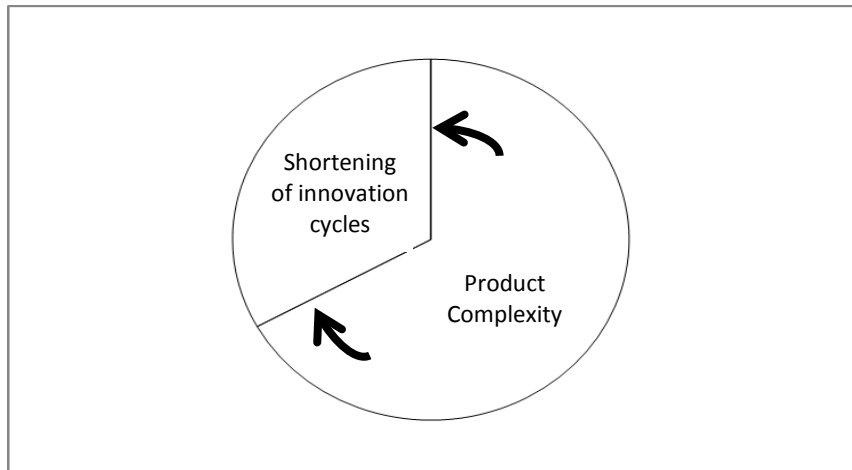 Shortening
of innovation
cycles
Product
Complexity